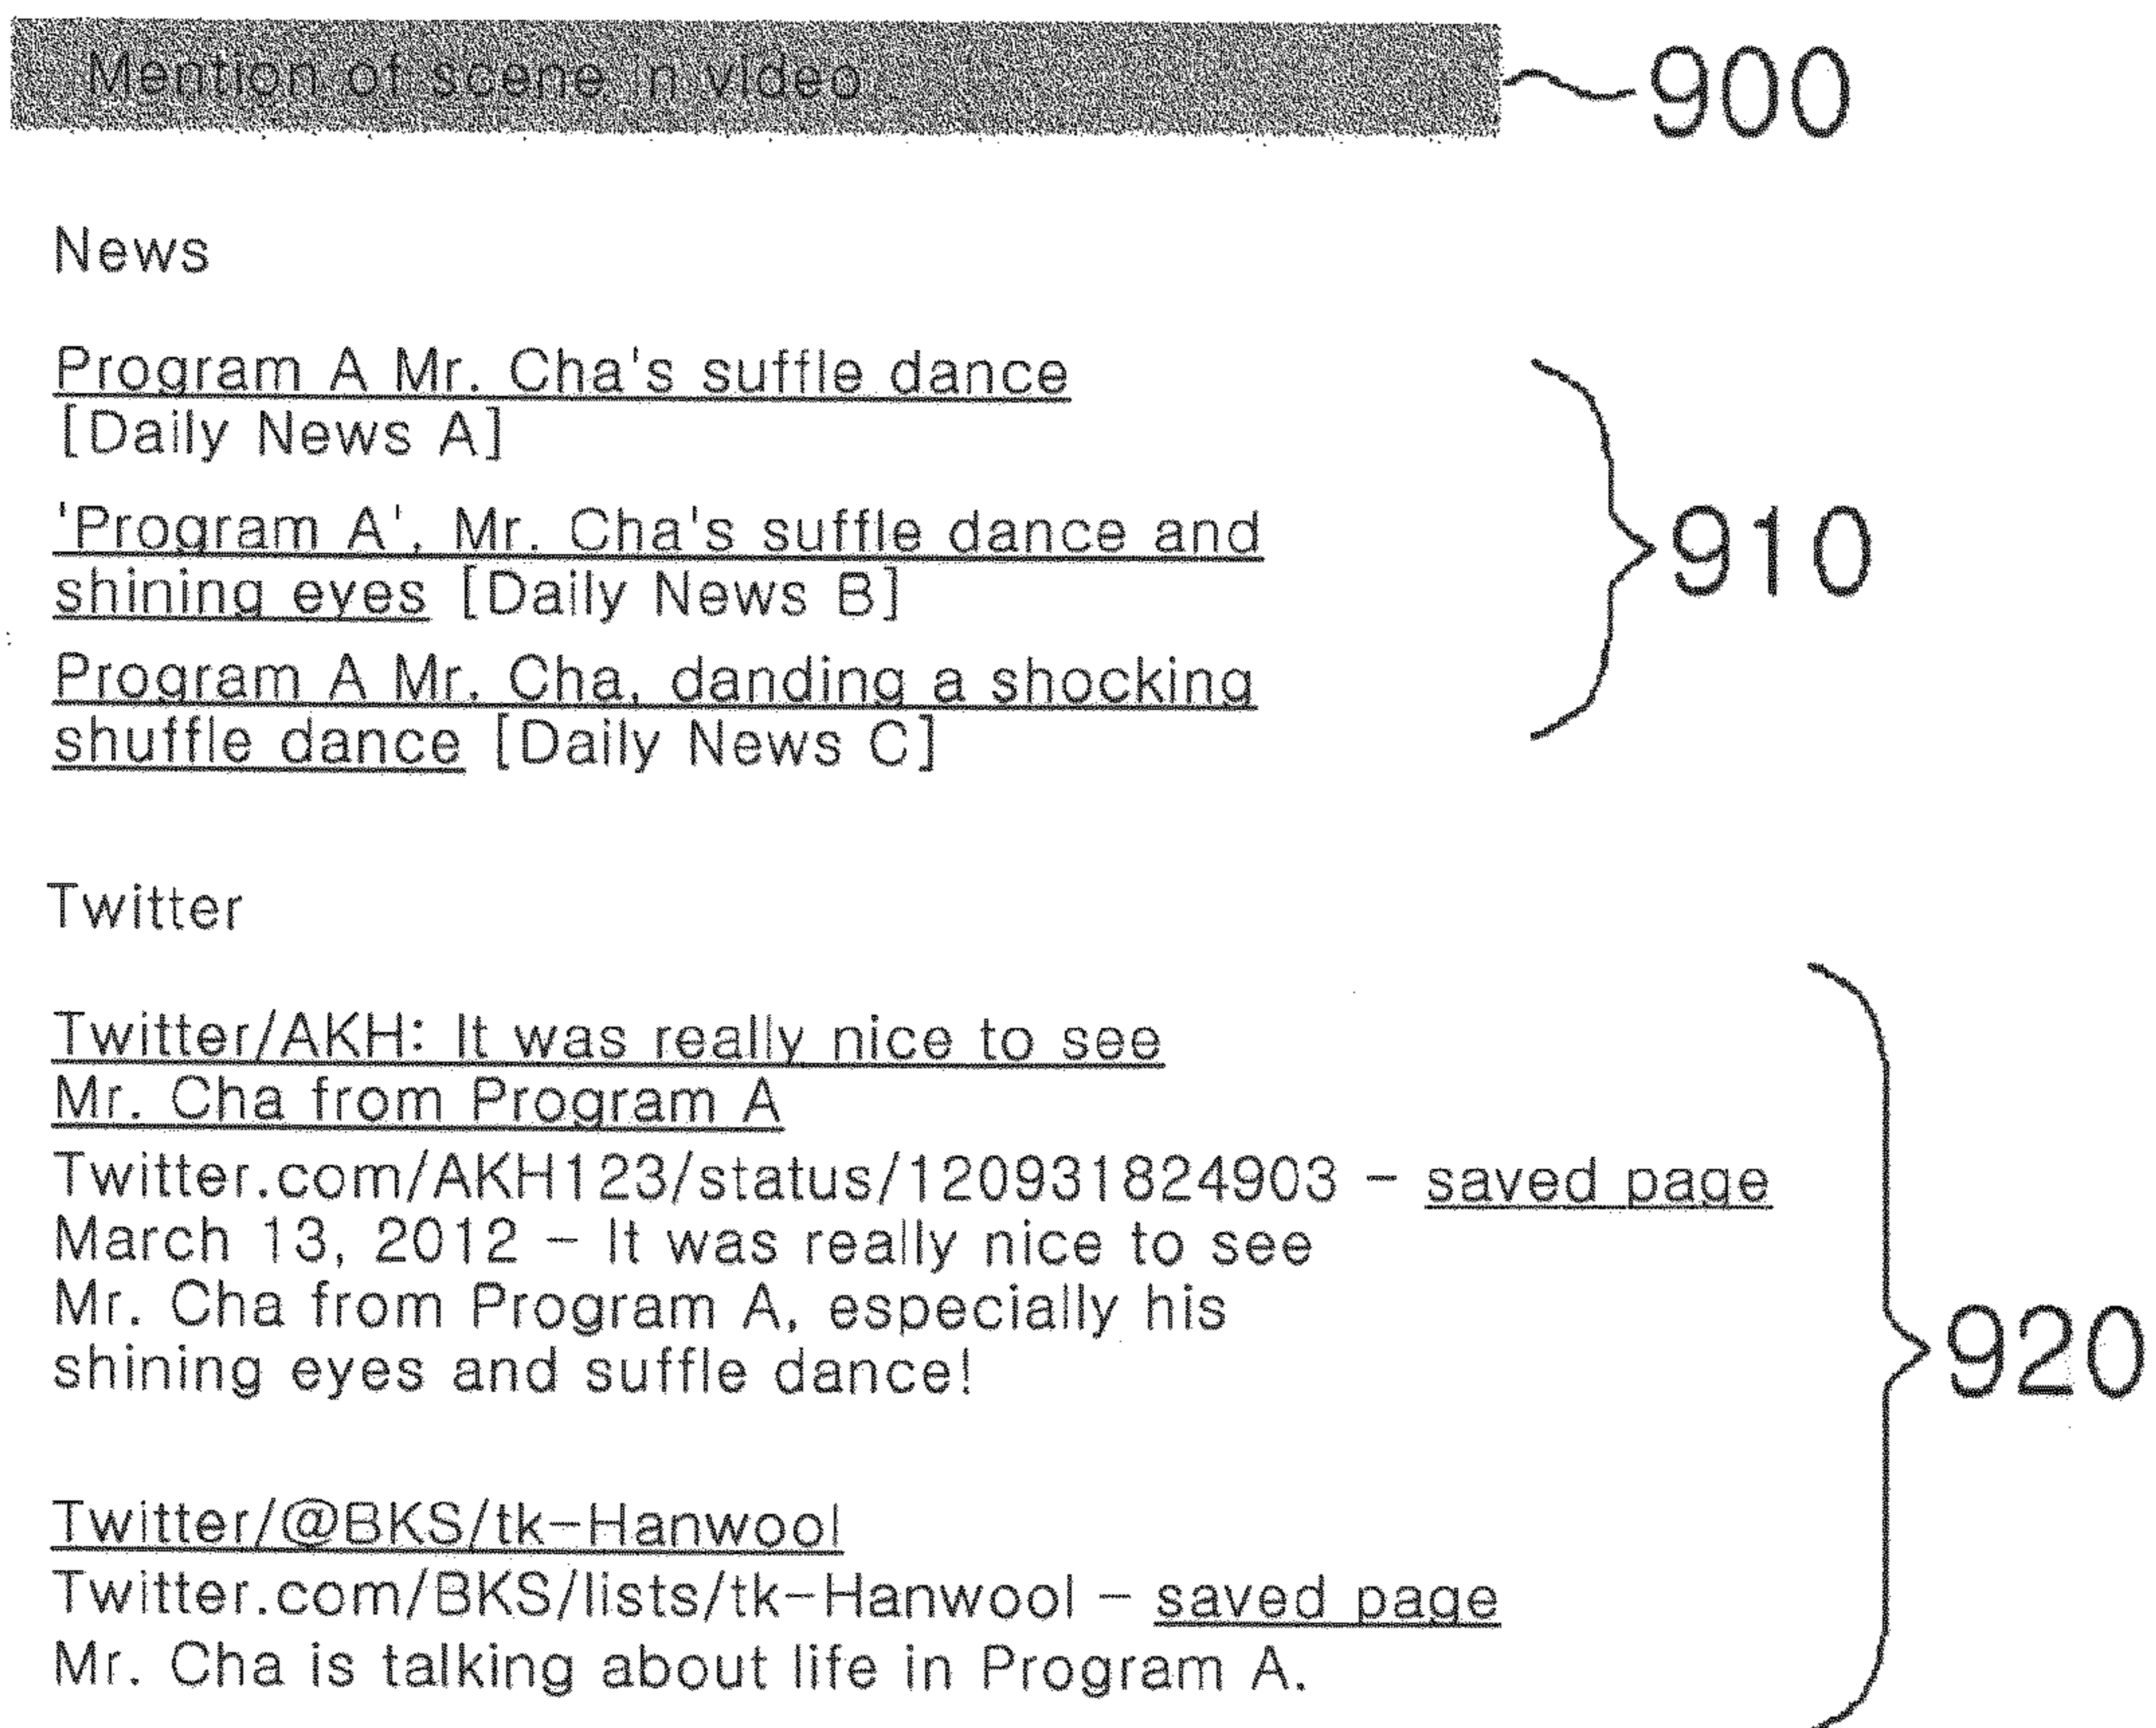 Mention of scene in video 900
News
Program A Mr. Cha's suffle dance
[Daily News A]
'Program A', Mr. Cha's suffle dance and
shining eyes [Daily News B]
910
Program A Mr. Cha, danding a shocking
shuffle dance [Daily News C]
Twitter
Twitter/AKH: It was really nice to see
Mr. Cha from Program A
Twitter.com/AKH123/status/120931824903 - saved page
March 13, 2012 - It was really nice to see
Mr. Cha from Program A, especially his
920
shining eyes and suffle dance!
Twitter/@BKS/tk-Hanwool
Twitter.com/BKS/lists/tk-Hanwool - saved page
Mr. Cha is talking about life in Program A.